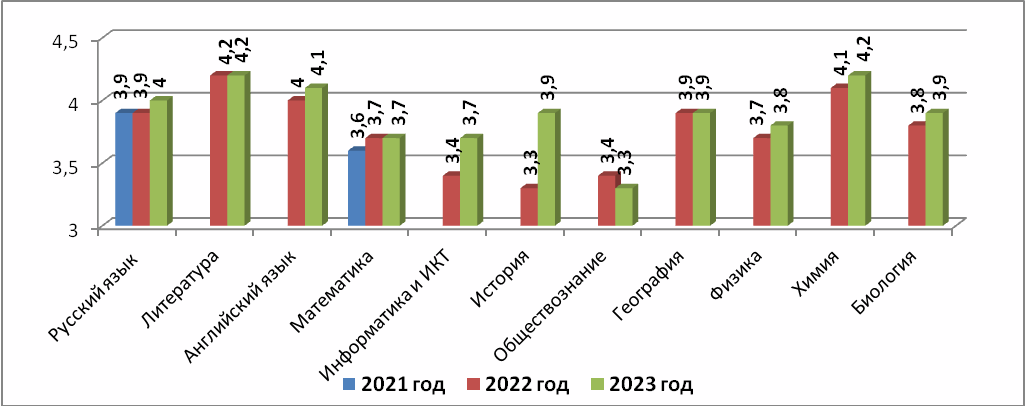 4,5
4
3,5
3
3,9 3,9 4
4,2 4,2
4 4,1
3,6 3,7 3,7
3,4 3,7
3,3 3,9
3,4 3,3
3,9 3,9
3,7 3,8
4,1 4,2
3,8 3,9
Русский язык
Литература
Английский язык
Математика
Информатика и ИКТ
История
Обществознание
География
Физика
Химия
Биология
2021 год 2022 год 2023 год